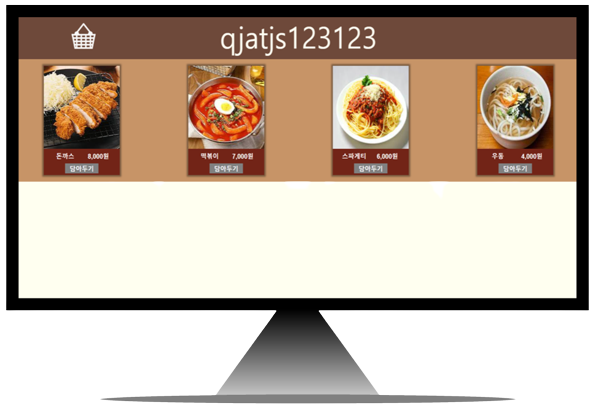 qjatjs123123
돈까스 8,000원
담아두기
떡볶이 7,000원
담아두기
스파게티 6,000원
담아두기
우동 4,000원
담아두기